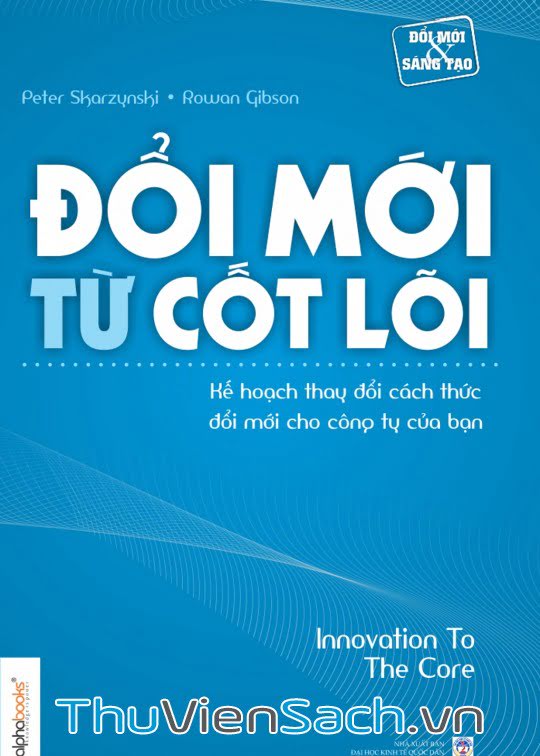 ĐỔI MỚI
&
SÁNG TẠO
Peter Skarzynski • Rowan Gibson
ĐỔI MỚI
TỪ CỐT LÕI
Kế hoạch thay đổi cách thức
đổi mới cho công ty của bạn
Innovation To
The Core
alphabooks®
ThuVienSach.vn
NHÀ XUẤT BẢN
ĐẠI HỌC KINH TẾ QUỐC DÂN